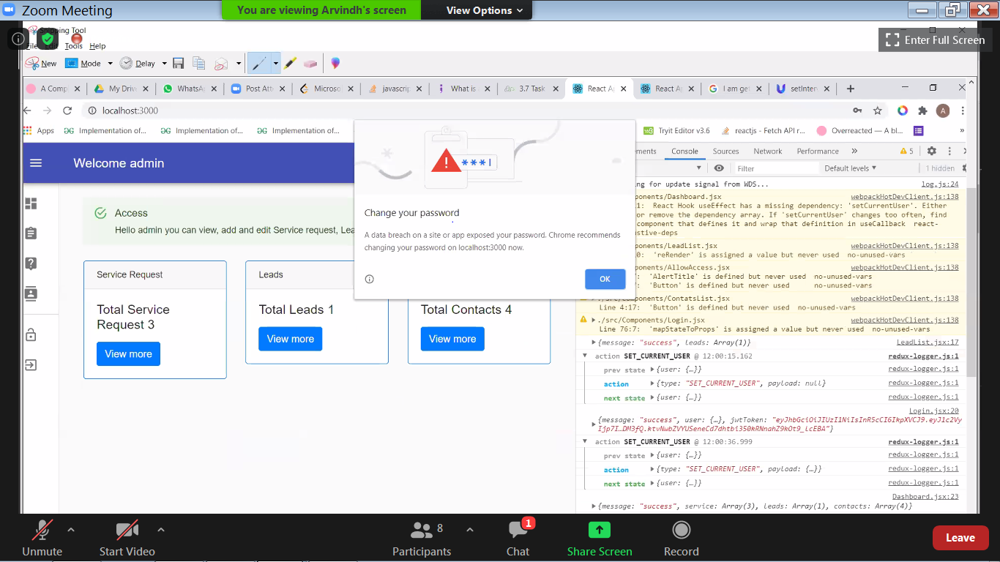 Zoom Meeting
You are viewing Arvindh's screen
View Options
Snipping Tool
Tools Help
Enter Full Screen
New Mode Delay
A Compl
My Drive
WhatsA
Post Att
Microso
javascrip
What is
3.7 Task
React A
React A
I am get
setInter
localhost:3000
A
Apps
Implementation of...
Implementation of...
Implementation of...
Tryit Editor v3.6
reactjs - Fetch API r...
Overreacted — A bl...
»
Welcome admin
ements Console Sources Network Performance » 5
Filter Default levels 1 hidden
Access
Hello admin you can view, add and edit Service request, Lea
Service Request
Total Service
Request 3
View more
Leads
Total Leads 1
View more
Total Contacts 4
View more
***|
Change your password
A data breach on a site or app exposed your password. Chrome recommends
changing your password on localhost:3000 now.
OK
ng for update signal from WDS... log.js:24
ponents/Dashboard.jsx webpackHotDevClient.js:138
1: React Hook useEffect has a missing dependency: 'setCurrentUser'. Either
or remove the dependency array. If 'setCurrentUser' changes too often, find
component that defines it and wrap that definition in useCallback react-
stive-deps
ponents/LeadList.jsx webpackHotDevClient.js:138
0: 'reRender' is assigned a value but never used no-unused-vars
ponents/AllowAccess.jsx webpackHotDevClient.js:138
: 'AlertTitle' is defined but never used no-unused-vars
: 'Button' is defined but never used no-unused-vars
./src/Components/ContatsList.jsx webpackHotDevClient.js:138
Line 4:17: 'Button' is defined but never used no-unused-vars
./src/Components/Login.jsx webpackHotDevClient.js:138
Line 76:7: 'mapStateToProps' is assigned a value but never used no-unused-vars
{message: "success", leads: Array(1)} LeadList.jsx:17
action SET_CURRENT_USER @ 12:00:15.162 redux-logger.js:1
prev state {user: {…}} redux-logger.js:1
action {type: "SET_CURRENT_USER", payload: null} redux-logger.js:1
next state {user: {…}} redux-logger.js:1
Login.jsx:20
{message: "success", user: {…}, jwtToken: "eyJhbGciOiJIUzI1NiIsInR5cCI6IkpXVCJ9.eyJ1c2Vy
Ijp7I…DM3fQ.ktvNwbZVYUSeneCd7dhtbi350kRNnahZ9kOt9_lcEBA"}
action SET_CURRENT_USER @ 12:00:36.999 redux-logger.js:1
prev state {user: {…}} redux-logger.js:1
action {type: "SET_CURRENT_USER", payload: {…}} redux-logger.js:1
next state {user: {…}} redux-logger.js:1
Dashboard.jsx:23
{message: "success", service: Array(3), leads: Array(1), contacts: Array(4)}
Unmute
Start Video
8
Participants
1
Chat
Share Screen
Record
Leave